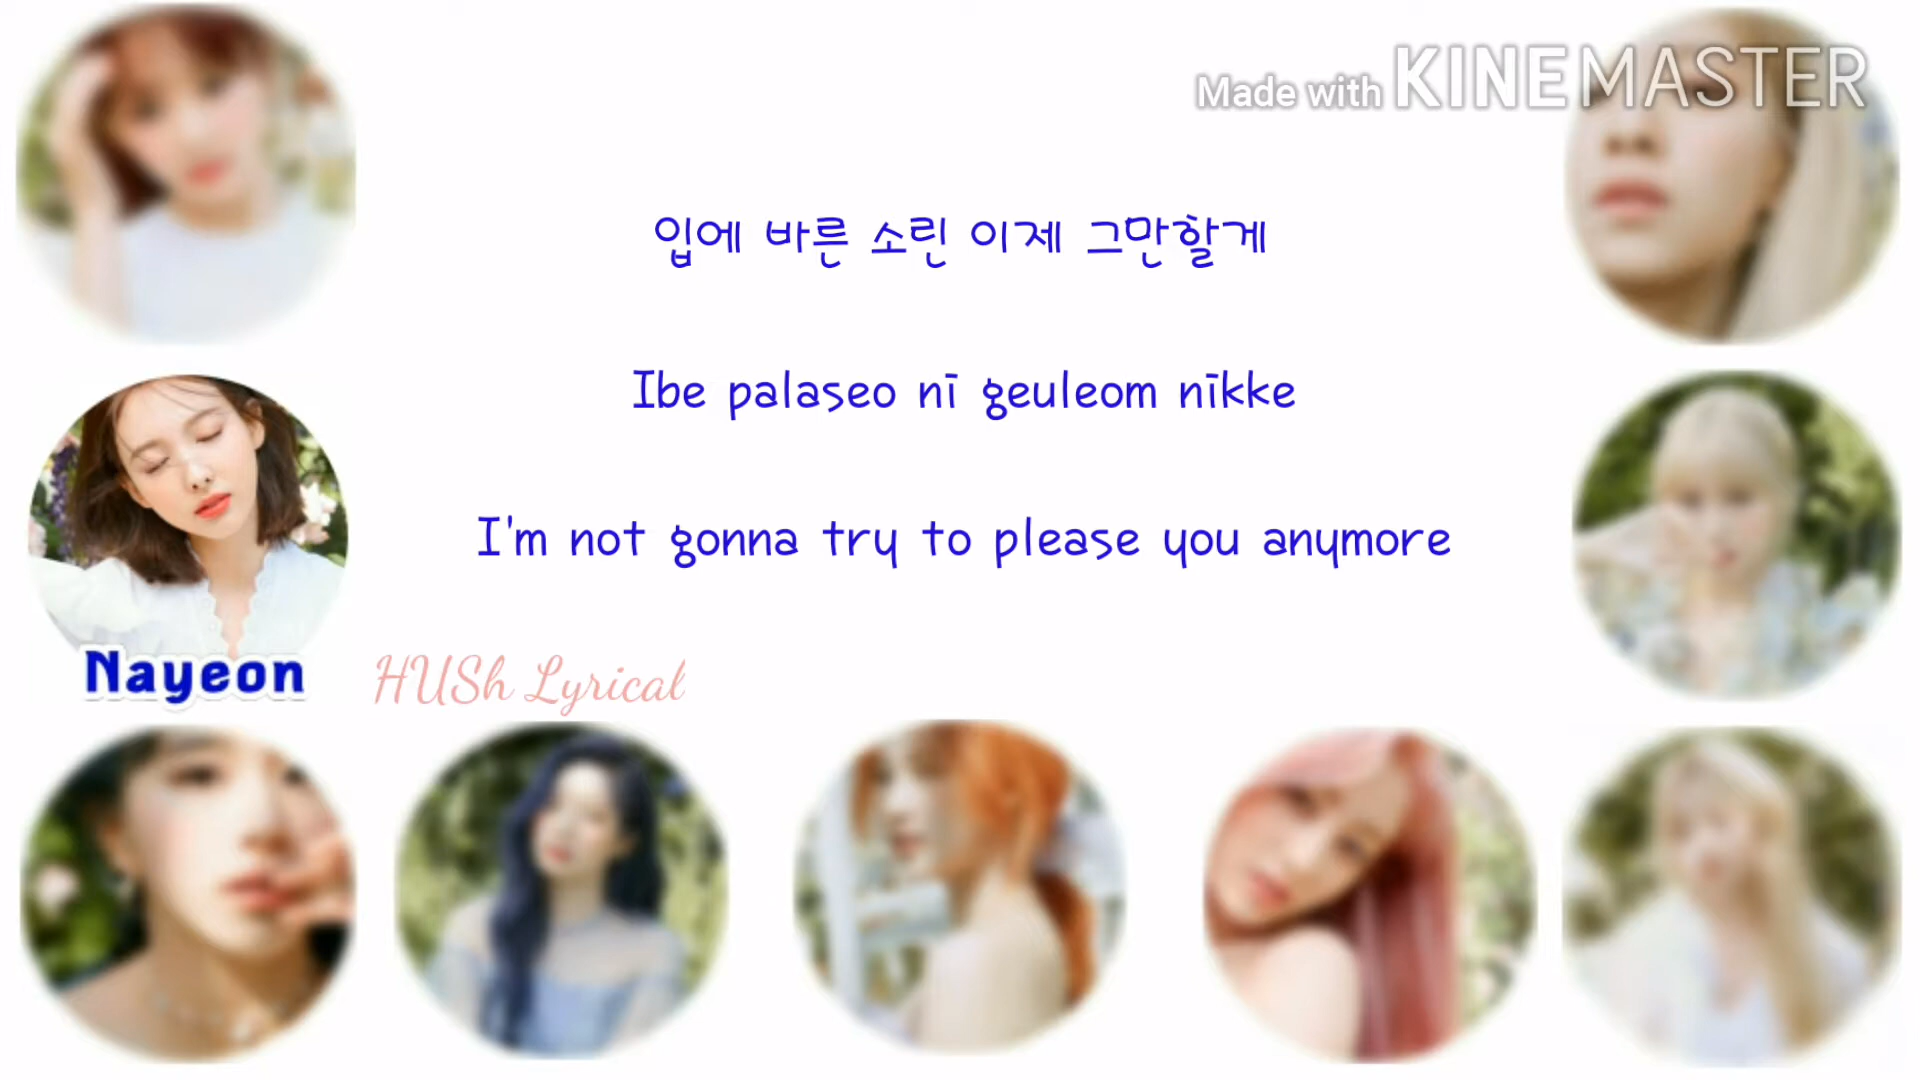 Made with KINEMASTER
입에 바른 소린 이제 그만할게
Ibe palaseo nī geuleom nīkke
I'm not gonna try to please you anymore
Nayeon
HUSh Lyrical